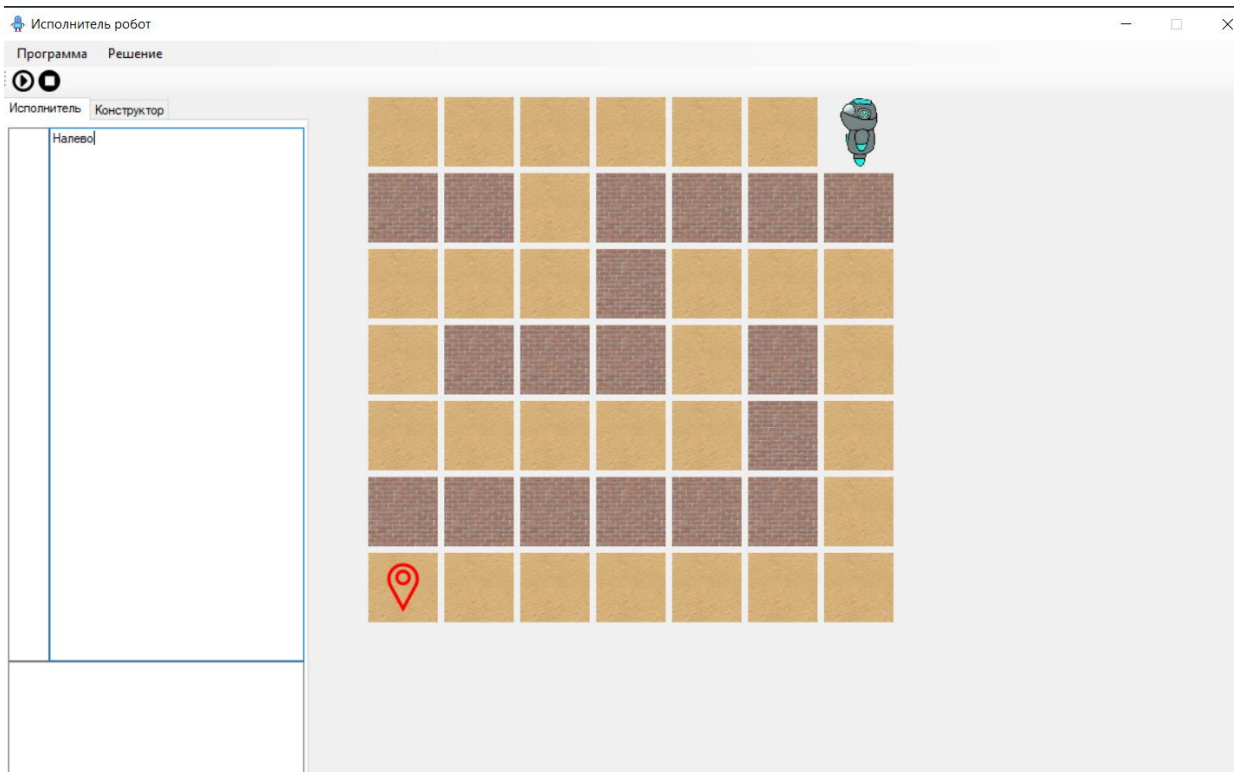 Исполнитель робот
Программа Решение
Исполнитель Конструктор
Налево